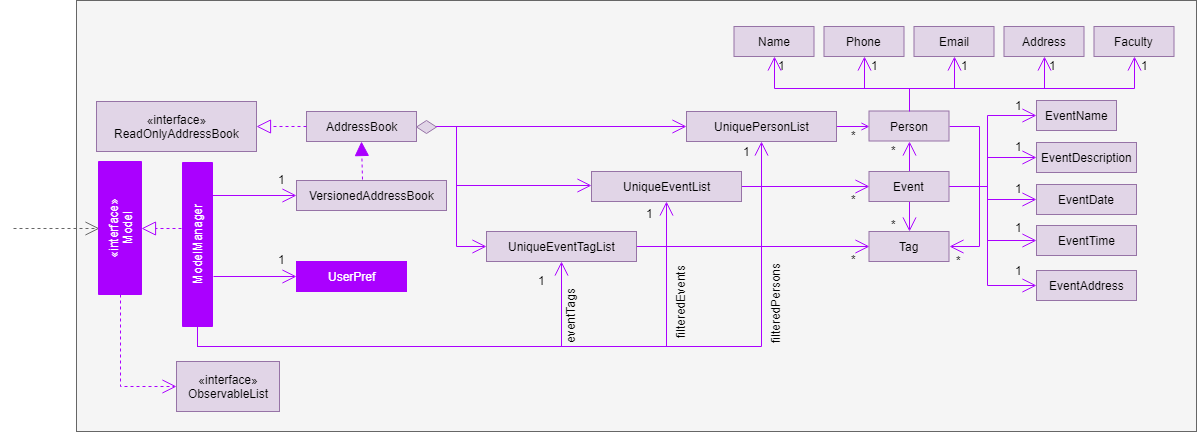 Name
Phone
Email
Address
Faculty
1
1
1
1
1
«interface»
ReadOnlyAddressBook
AddressBook
UniquePersonList
*
Person
1
EventName
1
*
1
EventDescription
«interface»
Model
ModelManager
1
VersionedAddressBook
UniqueEventList
*
Event
1
EventDate
1
*
1
EventTime
UniqueEventTagList
*
Tag
*
1
UserPref
1
1
EventAddress
eventTags
filteredEvents
filteredPersons
«interface»
ObservableList